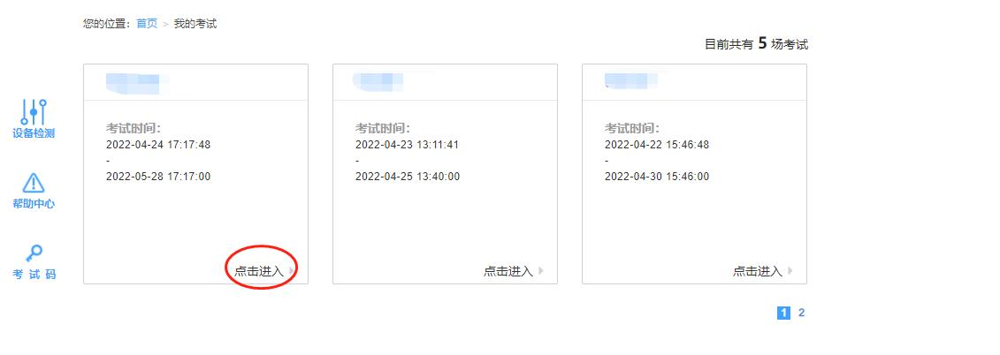 您的位置: 首页 > 我的考试
目前共有 5 场考试
设备检测
帮助中心
考 试 码
考试时间:
2022-04-24 17:17:48
-
2022-05-28 17:17:00
点击进入
考试时间:
2022-04-23 13:11:41
-
2022-04-25 13:40:00
点击进入
考试时间:
2022-04-22 15:46:48
-
2022-04-30 15:46:00
点击进入
1 2